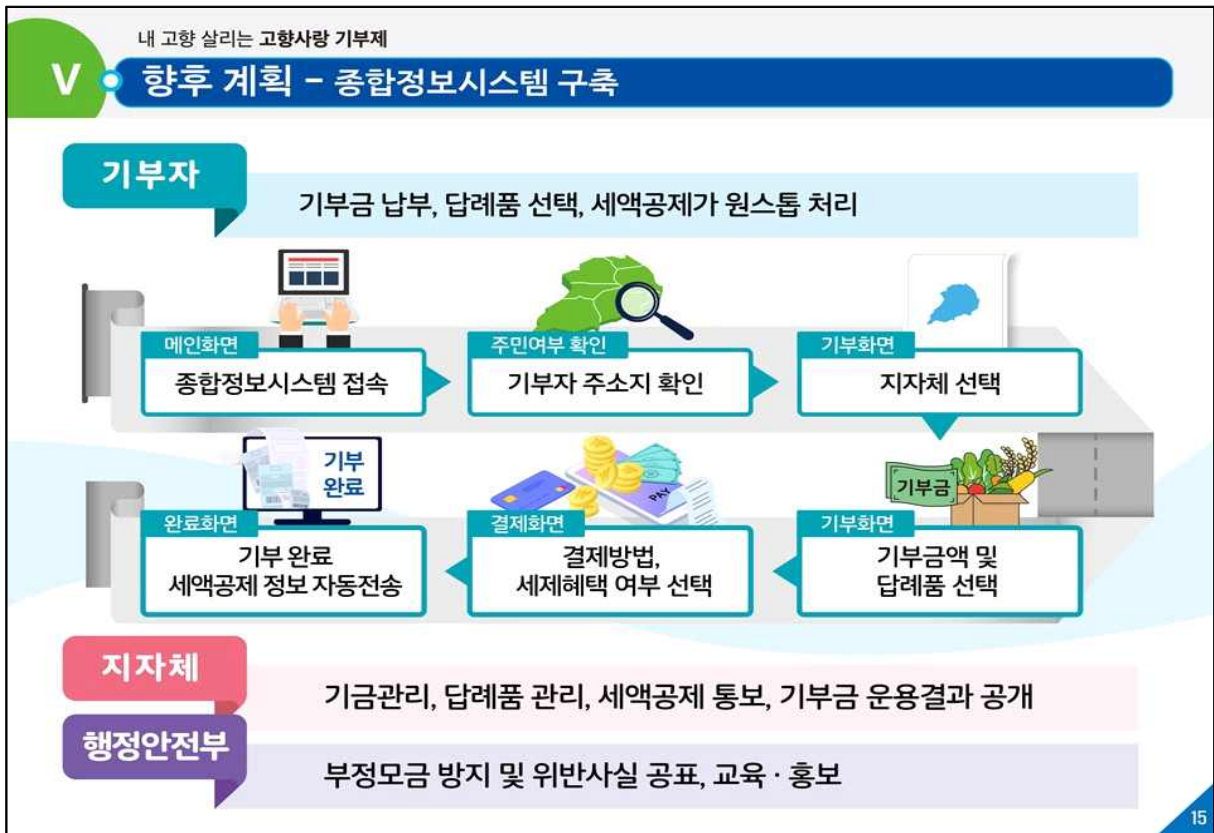 내 고향 살리는 고향사랑 기부제
V 향후 계획 - 종합정보시스템 구축
기부자
기부금 납부, 답례품 선택, 세액공제가 원스톱 처리
메인화면
종합정보시스템 접속
주민여부 확인
기부자 주소지 확인
기부화면
지자체 선택
기부금
기부화면
기부금액 및
답례품 선택
PAY
결제화면
결제방법,
세제혜택 여부 선택
기부
완료
완료화면
기부 완료
세액공제 정보 자동전송
지자체
기금관리, 답례품 관리, 세액공제 통보, 기부금 운용결과 공개
행정안전부
부정모금 방지 및 위반사실 공표, 교육 · 홍보
15